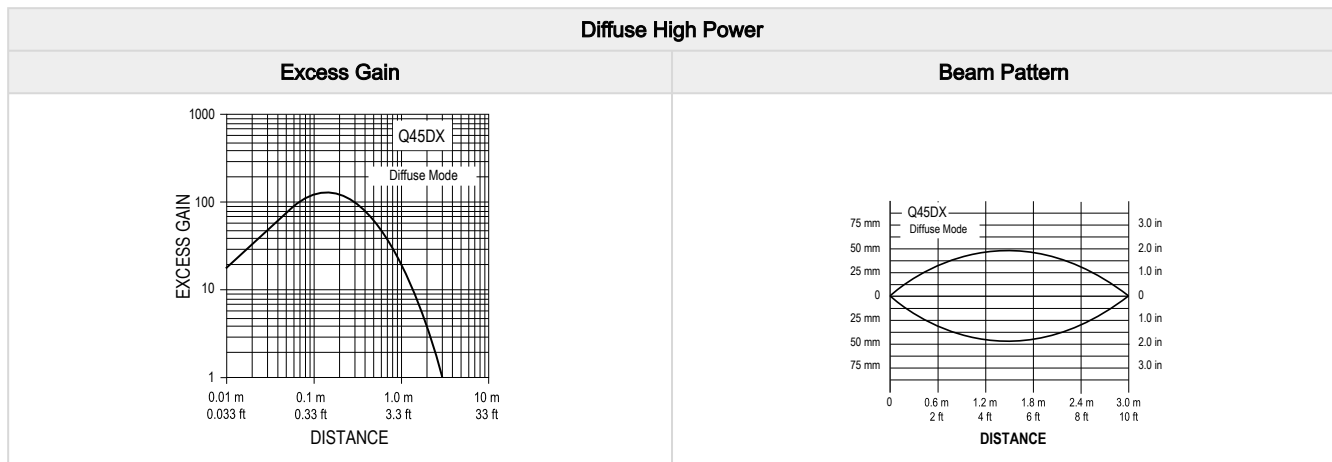 Diffuse High Power
Excess Gain
Beam Pattern
1000
100
10
1
EXCESS GAIN
Q45DX
Diffuse Mode
0.01 m 0.1 m 1.0 m 10 m
0.033 ft 0.33 ft 3.3 ft 33 ft
DISTANCE
Q45DX
Diffuse Mode
75 mm 3.0 in
50 mm 2.0 in
25 mm 1.0 in
0 0
25 mm 1.0 in
50 mm 2.0 in
75 mm 3.0 in
0 0.6 m 1.2 m 1.8 m 2.4 m 3.0 m
2 ft 4 ft 6 ft 8 ft 10 ft
DISTANCE